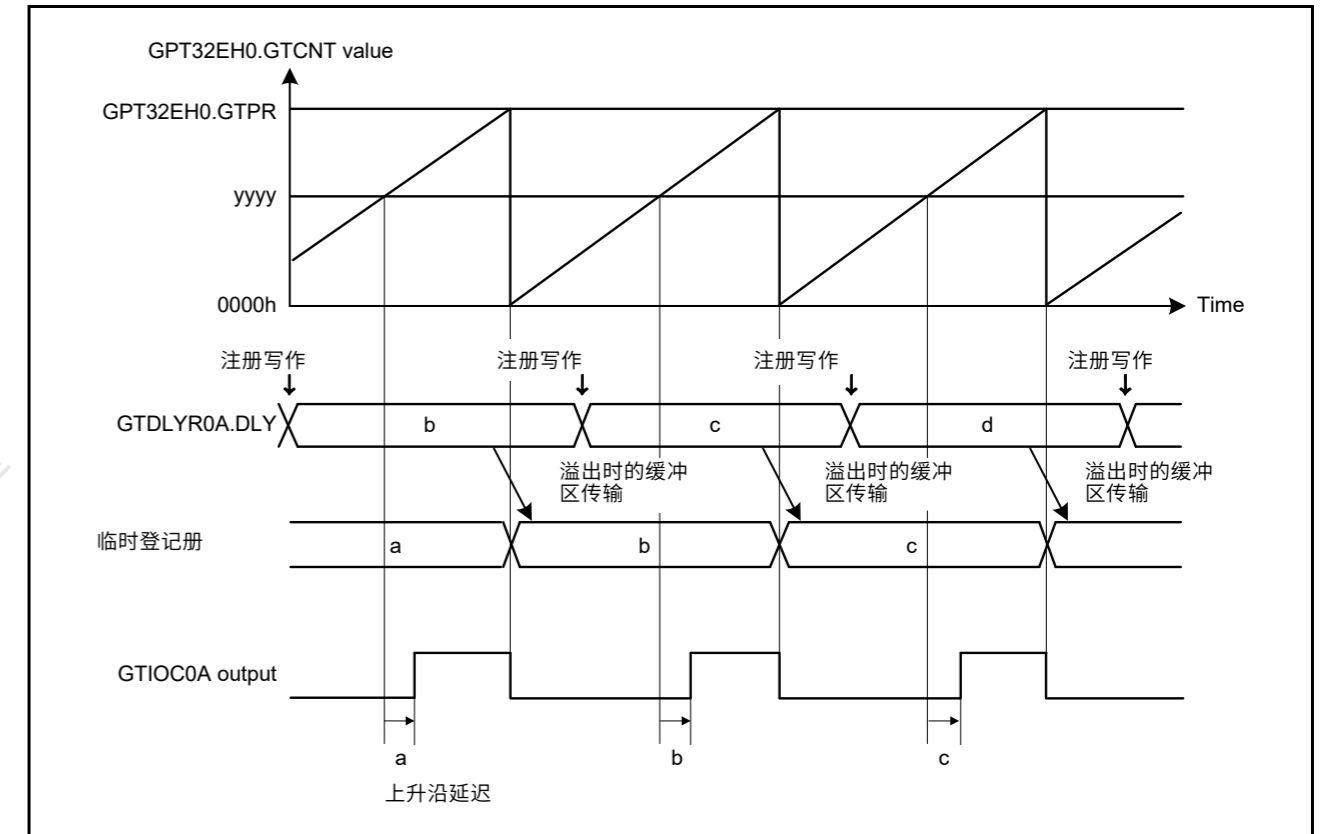 GPT32EH0.GTCNT value
GPT32EH0.GTPR
yyyy
0000h
Time
注册写作 注册写作 注册写作 注册写作
GTDLYR0A.DLY
b c d
溢出时的缓冲 溢出时的缓冲 溢出时的缓冲
区传输 区传输 区传输
临时登记册
a b c
GTIOC0A output
a b c
上升沿延迟